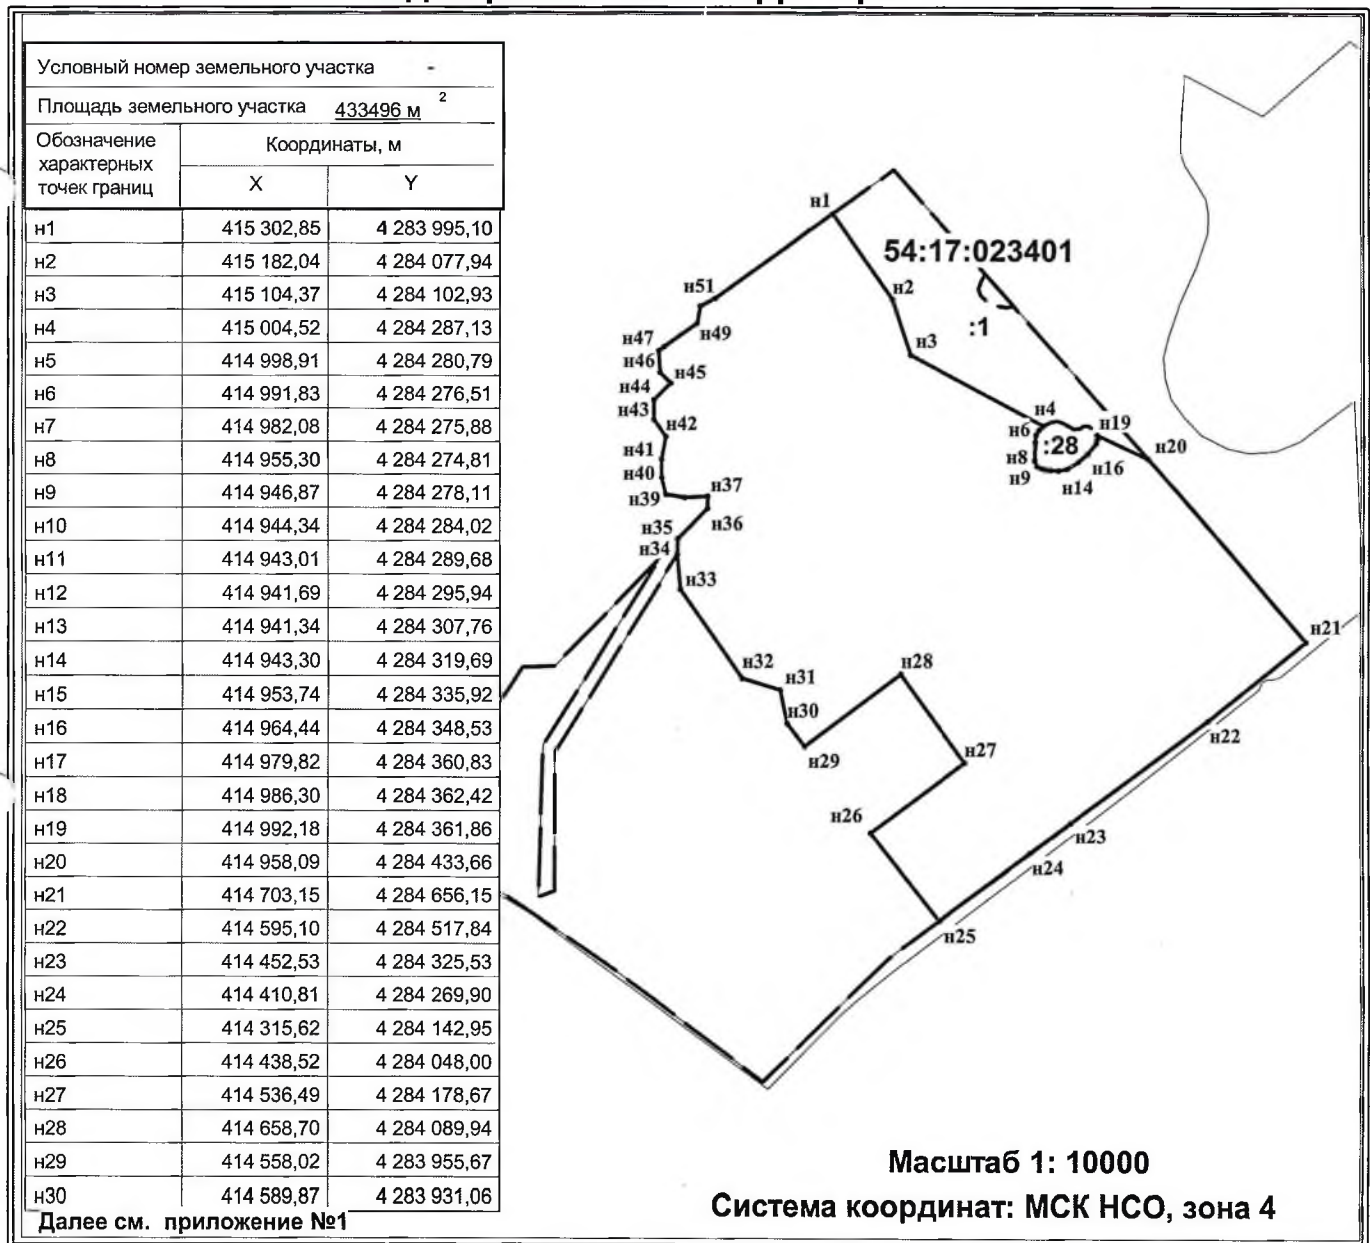 Условный номер земельного участка -
Площадь земельного участка 433496 м 2
Обозначение характерных точек границ
Координаты, м
X Y
н1 415 302,85 4 283 995,10
н2 415 182,04 4 284 077,94
н3 415 104,37 4 284 102,93
н4 415 004,52 4 284 287,13
н5 414 998,91 4 284 280,79
н6 414 991,83 4 284 276,51
н7 414 982,08 4 284 275,88
н8 414 955,30 4 284 274,81
н9 414 946,87 4 284 278,11
н10 414 944,34 4 284 284,02
н11 414 943,01 4 284 289,68
н12 414 941,69 4 284 295,94
н13 414 941,34 4 284 307,76
н14 414 943,30 4 284 319,69
н15 414 953,74 4 284 335,92
н16 414 964,44 4 284 348,53
н17 414 979,82 4 284 360,83
н18 414 986,30 4 284 362,42
н19 414 992,18 4 284 361,86
н20 414 958,09 4 284 433,66
н21 414 703,15 4 284 656,15
н22 414 595,10 4 284 517,84
н23 414 452,53 4 284 325,53
н24 414 410,81 4 284 269,90
н25 414 315,62 4 284 142,95
н26 414 438,52 4 284 048,00
н27 414 536,49 4 284 178,67
н28 414 658,70 4 284 089,94
н29 414 558,02 4 283 955,67
н30 414 589,87 4 283 931,06
Далее см. приложение №1
н1
54:17:023401
н51
н2
:1
н49
н47
н3
н46
н45
н44
н43
н4
н19
н42
н6
:28
н20
н41
н8
н16
н40
н9
н14
н37
н39
н36
н35
н34
н33
н21
н32
н28
н31
н30
н22
н29
н27
н26
н23
н24
н25
Масштаб 1: 10000
Система координат: МСК НСО, зона 4